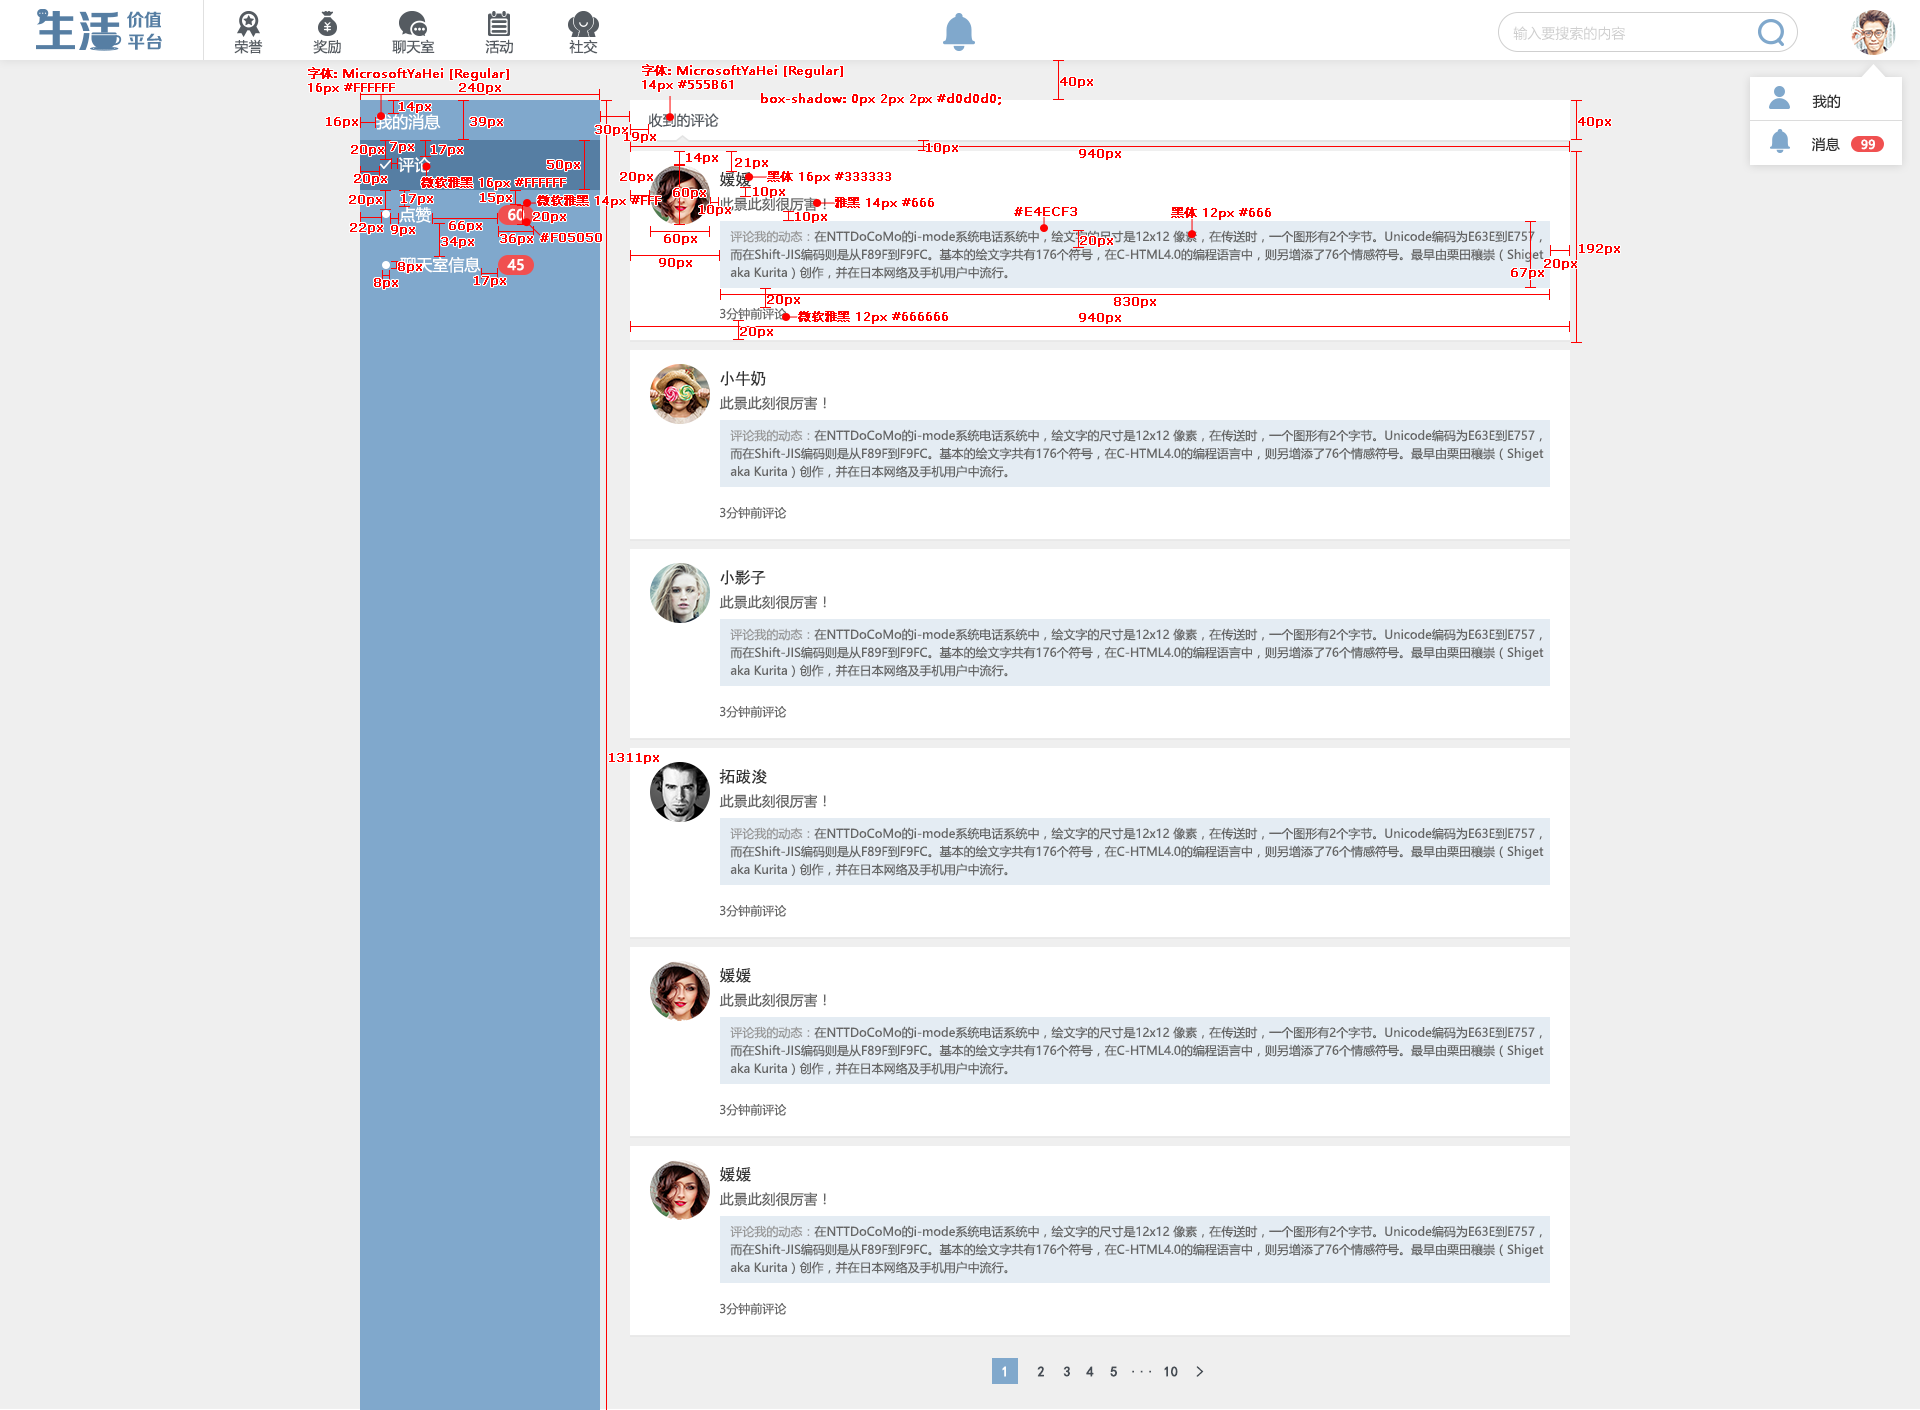 生活 价值平台
荣誉 奖励 聊天室 活动 社交
输入要搜索的内容
我的
消息 99
字体: MicrosoftYaHei [Regular]
16px #FFFFFF
240px
14px
16px
我的消息
39px
30px
20px
7px
17px
评论
50px
20px
微软雅黑 16px #FFFFFF
20px
17px
15px
微软雅黑 14px #FFF
点赞
60
20px
22px
9px
66px
34px
36px
#F05050
8px
聊天室信息
45
8px
17px
1311px
字体: MicrosoftYaHei [Regular]
14px #555B61
40px
box-shadow: 0px 2px 2px #d0d0d0;
收到的评论
40px
19px
10px
940px
14px
21px
20px
媛媛
黑体 16px #333333
60px
10px
10px
此景此刻很厉害！
雅黑 14px #666
10px
#E4ECF3
黑体 12px #666
60px
20px
90px
192px
20px
67px
评论我的动态：在NTTDoCoMo的i-mode系统电话系统中，绘文字的尺寸是12x12 像素，在传送时，一个图形有2个字节。Unicode编码为E63E到E757，
而在Shift-JIS编码则是从F89F到F9FC。基本的绘文字共有176个符号，在C-HTML4.0的编程语言中，则另增添了76个情感符号。最早由栗田穰崇（Shiget
aka Kurita）创作，并在日本网络及手机用户中流行。
20px
830px
3分钟前评论
微软雅黑 12px #666666
940px
20px
小牛奶
此景此刻很厉害！
评论我的动态：在NTTDoCoMo的i-mode系统电话系统中，绘文字的尺寸是12x12 像素，在传送时，一个图形有2个字节。Unicode编码为E63E到E757，
而在Shift-JIS编码则是从F89F到F9FC。基本的绘文字共有176个符号，在C-HTML4.0的编程语言中，则另增添了76个情感符号。最早由栗田穰崇（Shiget
aka Kurita）创作，并在日本网络及手机用户中流行。
3分钟前评论
小影子
此景此刻很厉害！
评论我的动态：在NTTDoCoMo的i-mode系统电话系统中，绘文字的尺寸是12x12 像素，在传送时，一个图形有2个字节。Unicode编码为E63E到E757，
而在Shift-JIS编码则是从F89F到F9FC。基本的绘文字共有176个符号，在C-HTML4.0的编程语言中，则另增添了76个情感符号。最早由栗田穰崇（Shiget
aka Kurita）创作，并在日本网络及手机用户中流行。
3分钟前评论
拓跋浚
此景此刻很厉害！
评论我的动态：在NTTDoCoMo的i-mode系统电话系统中，绘文字的尺寸是12x12 像素，在传送时，一个图形有2个字节。Unicode编码为E63E到E757，
而在Shift-JIS编码则是从F89F到F9FC。基本的绘文字共有176个符号，在C-HTML4.0的编程语言中，则另增添了76个情感符号。最早由栗田穰崇（Shiget
aka Kurita）创作，并在日本网络及手机用户中流行。
3分钟前评论
媛媛
此景此刻很厉害！
评论我的动态：在NTTDoCoMo的i-mode系统电话系统中，绘文字的尺寸是12x12 像素，在传送时，一个图形有2个字节。Unicode编码为E63E到E757，
而在Shift-JIS编码则是从F89F到F9FC。基本的绘文字共有176个符号，在C-HTML4.0的编程语言中，则另增添了76个情感符号。最早由栗田穰崇（Shiget
aka Kurita）创作，并在日本网络及手机用户中流行。
3分钟前评论
媛媛
此景此刻很厉害！
评论我的动态：在NTTDoCoMo的i-mode系统电话系统中，绘文字的尺寸是12x12 像素，在传送时，一个图形有2个字节。Unicode编码为E63E到E757，
而在Shift-JIS编码则是从F89F到F9FC。基本的绘文字共有176个符号，在C-HTML4.0的编程语言中，则另增添了76个情感符号。最早由栗田穰崇（Shiget
aka Kurita）创作，并在日本网络及手机用户中流行。
3分钟前评论
1 2 3 4 5 ··· 10 >